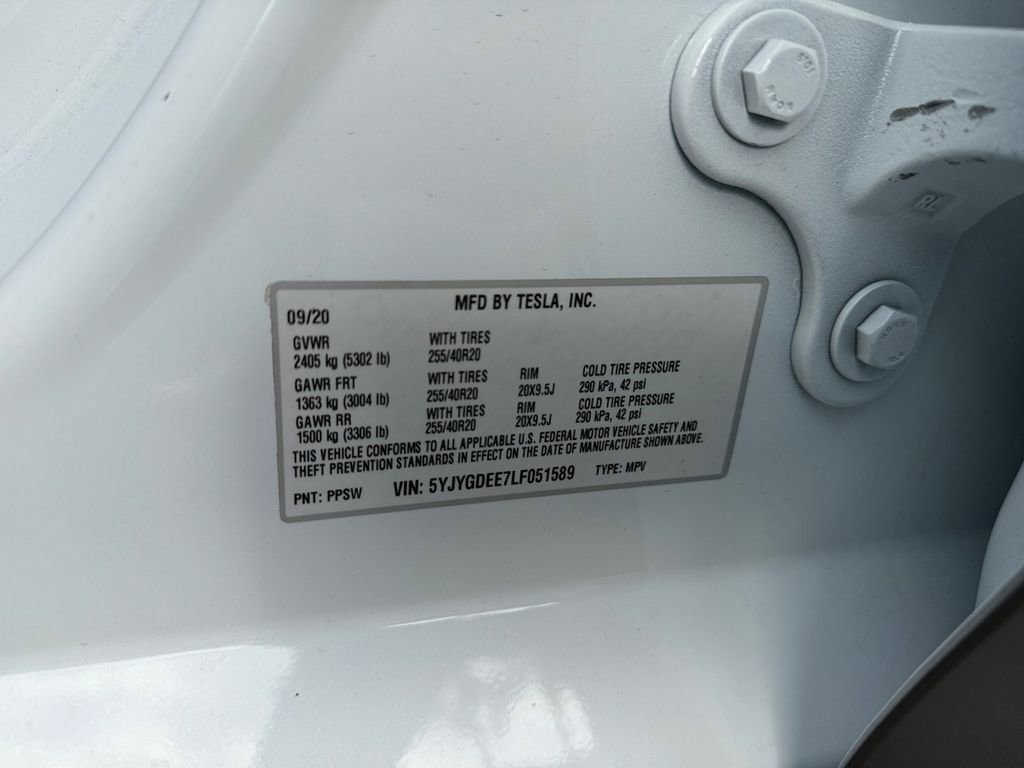 MFD BY TESLA, INC.
09/20
GVWR WITH TIRES
2405 kg (5302 lb) 255/40R20
GAWR FRT WITH TIRES RIM COLD TIRE PRESSURE
1363 kg (3004 lb) 255/40R20 20X9.5J 290 kPa, 42 psi
GAWR RR WITH TIRES RIM COLD TIRE PRESSURE
1500 kg (3306 lb) 255/40R20 20X9.5J 290 kPa, 42 psi
THIS VEHICLE CONFORMS TO ALL APPLICABLE U.S. FEDERAL MOTOR VEHICLE SAFETY AND
THEFT PREVENTION STANDARDS IN EFFECT ON THE DATE OF MANUFACTURE SHOWN ABOVE.
PNT: PPSW VIN: 5YJYGDEE7LF051589 TYPE: MPV
RL